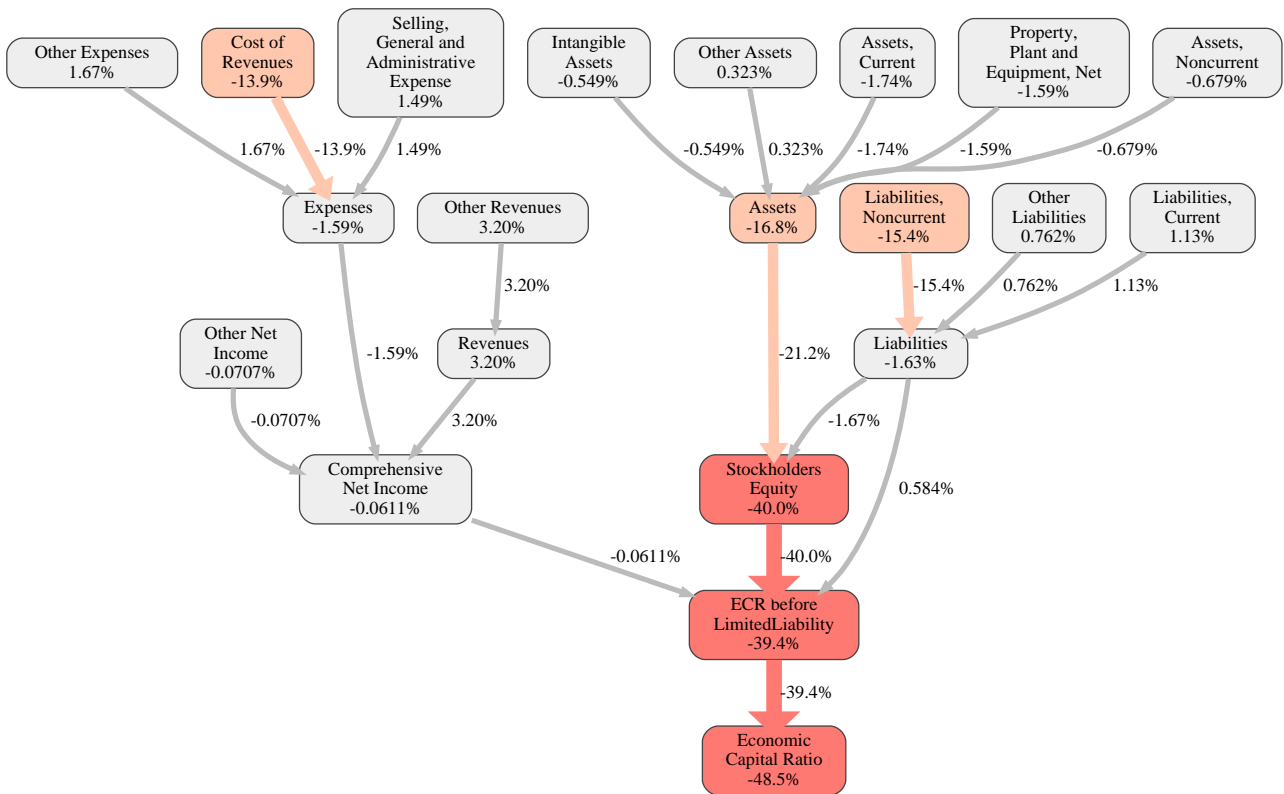 Other Expenses
1.67%
Cost of
Revenues
-13.9%
Selling,
General and
Administrative
Expense
1.49%
Intangible
Assets
-0.549%
Other Assets
0.323%
Assets,
Current
-1.74%
Property,
Plant and
Equipment, Net
-1.59%
Assets,
Noncurrent
-0.679%
1.67%
-13.9%
1.49%
-0.549%
0.323%
-1.74%
-1.59%
-0.679%
Expenses
-1.59%
Other Revenues
3.20%
Assets
-16.8%
Liabilities,
Noncurrent
-15.4%
Other
Liabilities
0.762%
Liabilities,
Current
1.13%
3.20%
-15.4%
0.762%
1.13%
Other Net
Income
-0.0707%
-1.59%
Revenues
3.20%
-21.2%
Liabilities
-1.63%
-0.0707%
3.20%
-1.67%
Comprehensive
Net Income
-0.0611%
Stockholders
Equity
-40.0%
0.584%
-0.0611%
-40.0%
ECR before
LimitedLiability
-39.4%
-39.4%
Economic
Capital Ratio
-48.5%